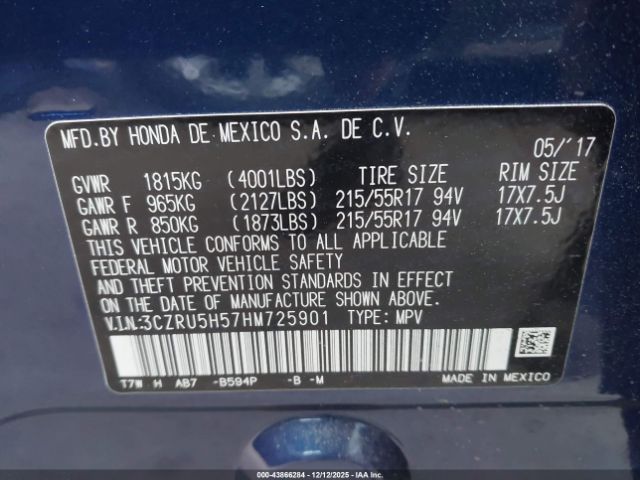 MFD.BY HONDA DE MEXICO S.A. DE C.V.
05/'17
GVWR 1815KG (4001LBS) TIRE SIZE RIM SIZE
GAWR F 965KG (2127LBS) 215/55R17 94V 17X7.5J
GAWR R 850KG (1873LBS) 215/55R17 94V 17X7.5J
THIS VEHICLE CONFORMS TO ALL APPLICABLE
FEDERAL MOTOR VEHICLE SAFETY
AND THEFT PREVENTION STANDARDS IN EFFECT
ON THE DATE OF MANUFACTURE SHOWN ABOVE.
V.I.N.:3CZRU5H57HM725901 TYPE: MPV
T7W H AB7 -B594P -B -M MADE IN MEXICO
000-43866284 - 12/12/2025 - IAA Inc.